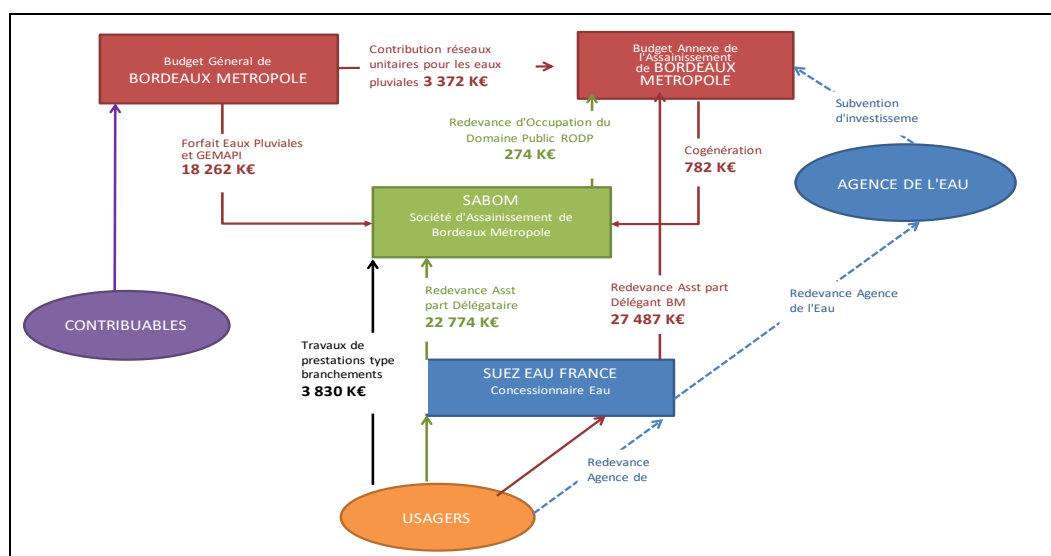 Budget Géneral de
BORDEAUX METROPOLE
Contribution réseaux
unitaires pour les eaux
pluviales 3 372 K€
Budget Annexe de
l'Assainissement
de BORDEAUX
METROPOLE
Subvention
d'investisseme
Redevance d'Occupation du
Domaine Public RODP
274 K€
Cogénération
782 K€
Forfait Eaux Pluviales
et GEMAPI
18 262 K€
AGENCE DE L'EAU
SABOM
Société d'Assainissement de
Bordeaux Métropole
Redevance Asst
part Délégataire
22 774 K€
Redevance Asst part
Délégant BM
27 487 K€
Redevance Agence
de l'Eau
CONTRIBUABLES
Travaux de
prestations type
branchements
3 830 K€
SUEZ EAU FRANCE
Concessionnaire Eau
Redevance
Agence de
USAGERS